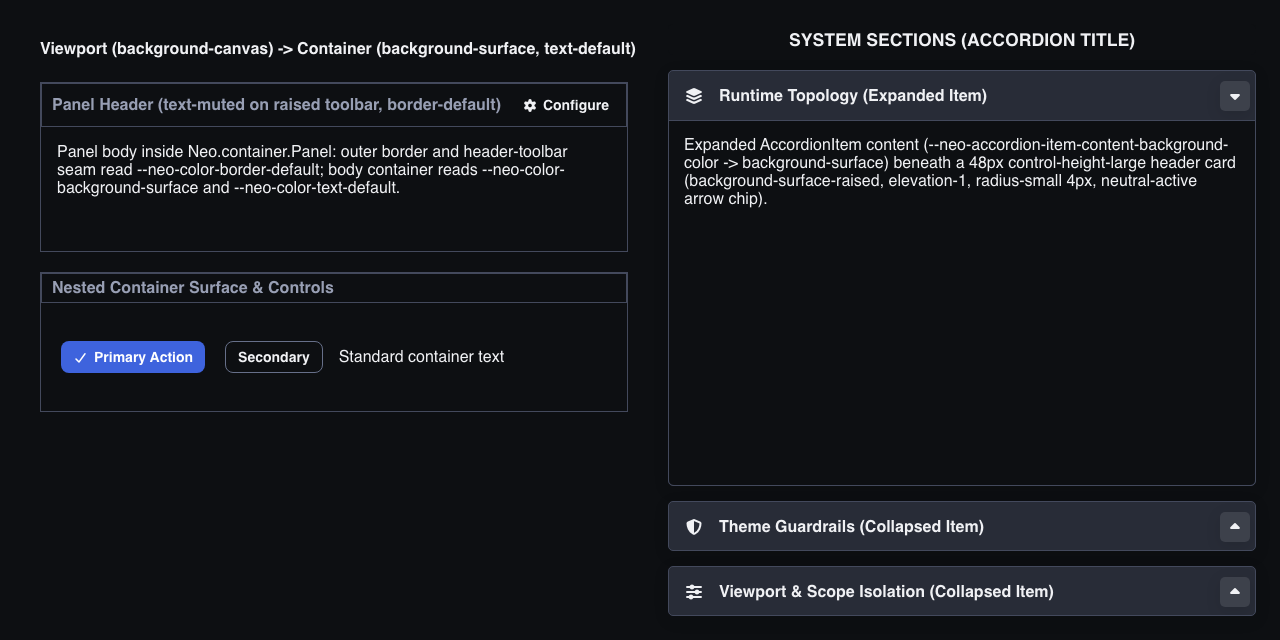 Viewport (background-canvas) -> Container (background-surface, text-default)
Panel Header (text-muted on raised toolbar, border-default)
Configure
Panel body inside Neo.container.Panel: outer border and header-toolbar
seam read --neo-color-border-default; body container reads --neo-color-
background-surface and --neo-color-text-default.
Nested Container Surface & Controls
Primary Action
Secondary
Standard container text
SYSTEM SECTIONS (ACCORDION TITLE)
Runtime Topology (Expanded Item)
Expanded AccordionItem content (--neo-accordion-item-content-background-
color -> background-surface) beneath a 48px control-height-large header card
(background-surface-raised, elevation-1, radius-small 4px, neutral-active
arrow chip).
Theme Guardrails (Collapsed Item)
Viewport & Scope Isolation (Collapsed Item)